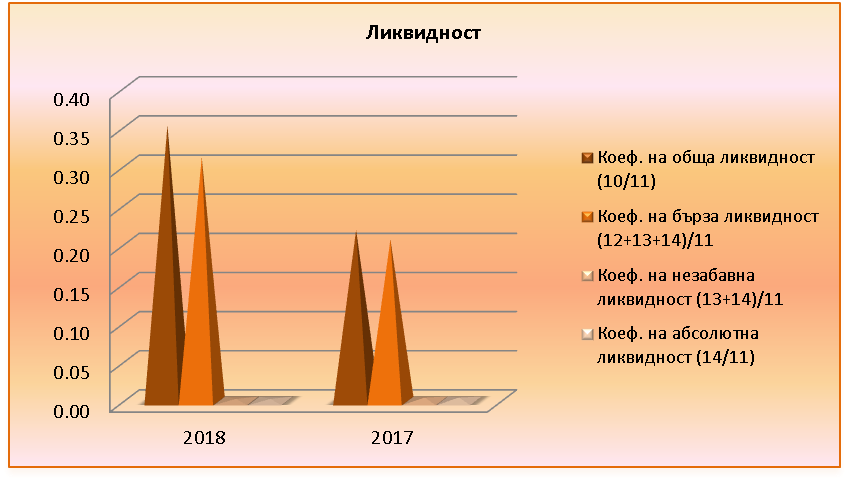 Ликвидност
0.40
0.35
0.30
0.25
0.20
0.15
0.10
0.05
0.00
2018
2017
Коеф. на обща ликвидност
(10/11)
Коеф. на бърза ликвидност
(12+13+14)/11
Коеф. на незабавна
ликвидност (13+14)/11
Коеф. на абсолютна
ликвидност (14/11)